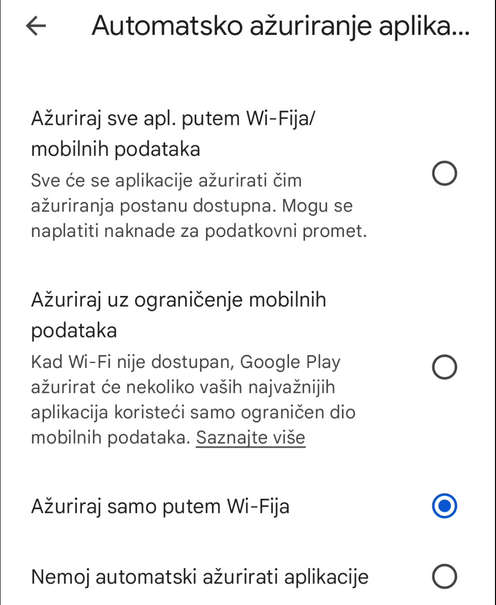 Automatsko ažuriranje aplika...
Ažuriraj sve apl. putem Wi-Fija/
mobilnih podataka
Sve će se aplikacije ažurirati čim
ažuriranja postanu dostupna. Mogu se
naplatiti naknade za podatkovni promet.
Ažuriraj uz ograničenje mobilnih
podataka
Kad Wi-Fi nije dostupan, Google Play
ažurirat će nekoliko vaših najvažnijih
aplikacija koristeći samo ograničen dio
mobilnih podataka. Saznajte više
Ažuriraj samo putem Wi-Fija
Nemoj automatski ažurirati aplikacije